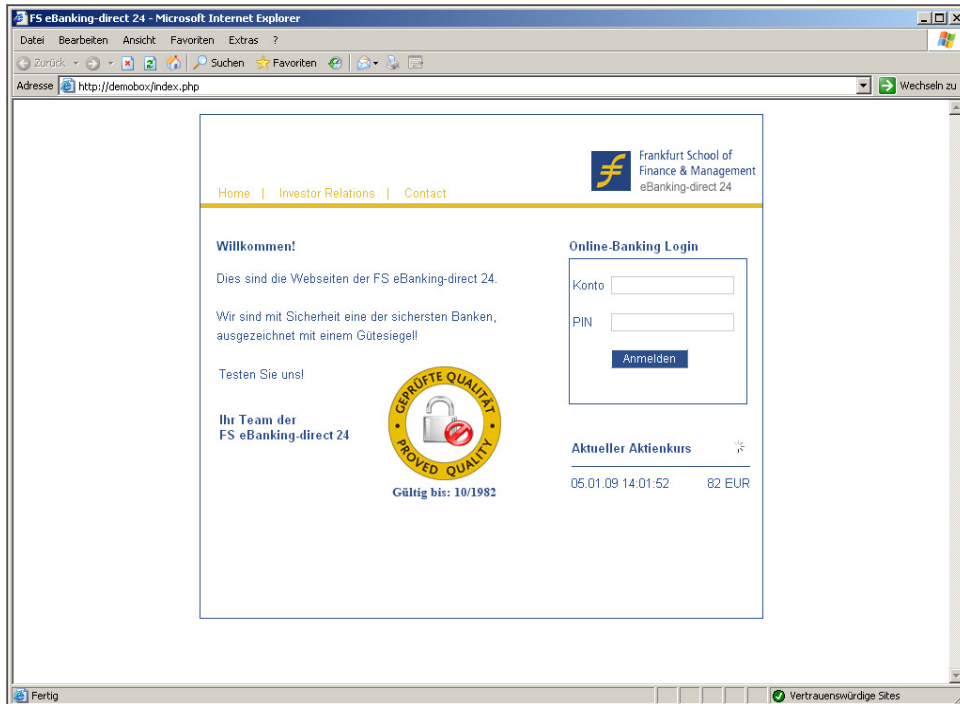 FS eBanking-direct 24 - Microsoft Internet Explorer
Datei Bearbeiten Ansicht Favoriten Extras ?
Zurück Suchen Favoriten
Adresse http://demobox/index.php Wechseln zu
Frankfurt School of
Finance & Management
eBanking-direct 24
Home | Investor Relations | Contact
Willkommen!
Dies sind die Webseiten der FS eBanking-direct 24.
Wir sind mit Sicherheit eine der sichersten Banken,
ausgezeichnet mit einem Gütesiegel!
Testen Sie uns!
Ihr Team der
FS eBanking-direct 24
GEPRÜFTE QUALITÄT
PROVED QUALITY
Gültig bis: 10/1982
Online-Banking Login
Konto
PIN
Anmelden
Aktueller Aktienkurs
05.01.09 14:01:52 82 EUR
Fertig Vertrauenswürdige Sites